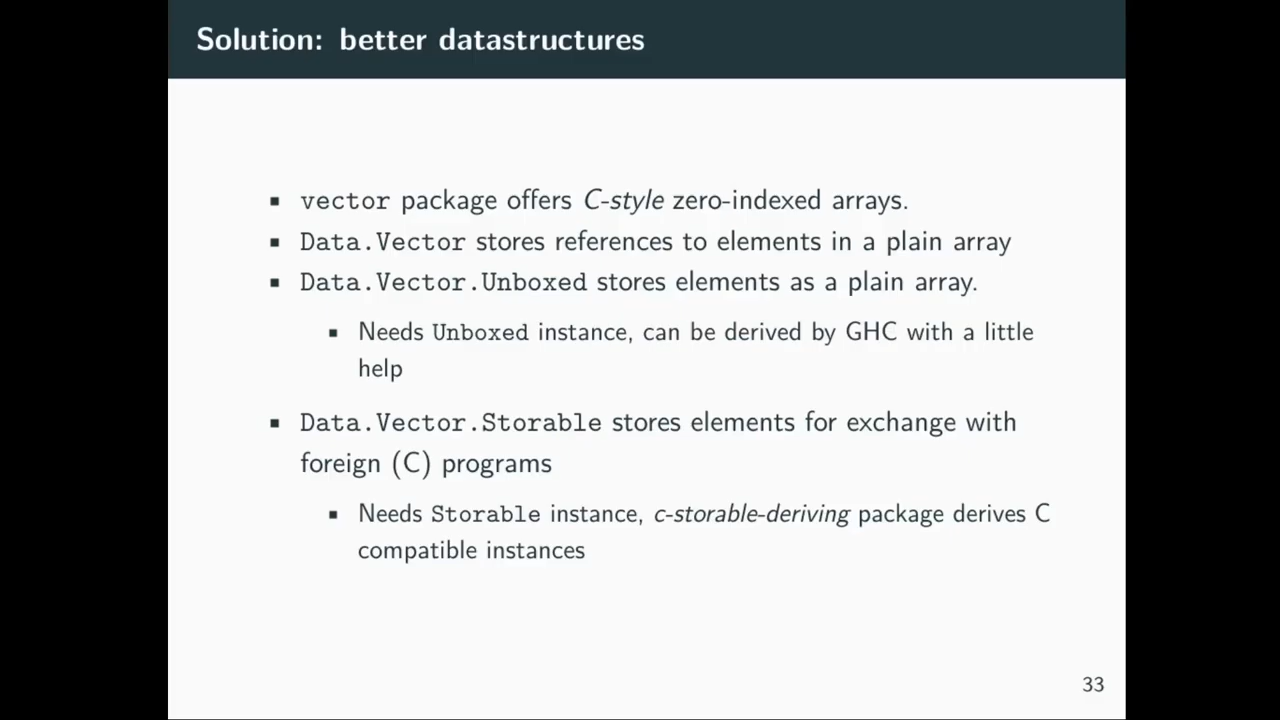 Solution: better datastructures
▪ vector package offers C-style zero-indexed arrays.
▪ Data.Vector stores references to elements in a plain array
▪ Data.Vector.Unboxed stores elements as a plain array.
▪ Needs Unboxed instance, can be derived by GHC with a little
help
▪ Data.Vector.Storable stores elements for exchange with
foreign (C) programs
▪ Needs Storable instance, c-storable-deriving package derives C
compatible instances
33